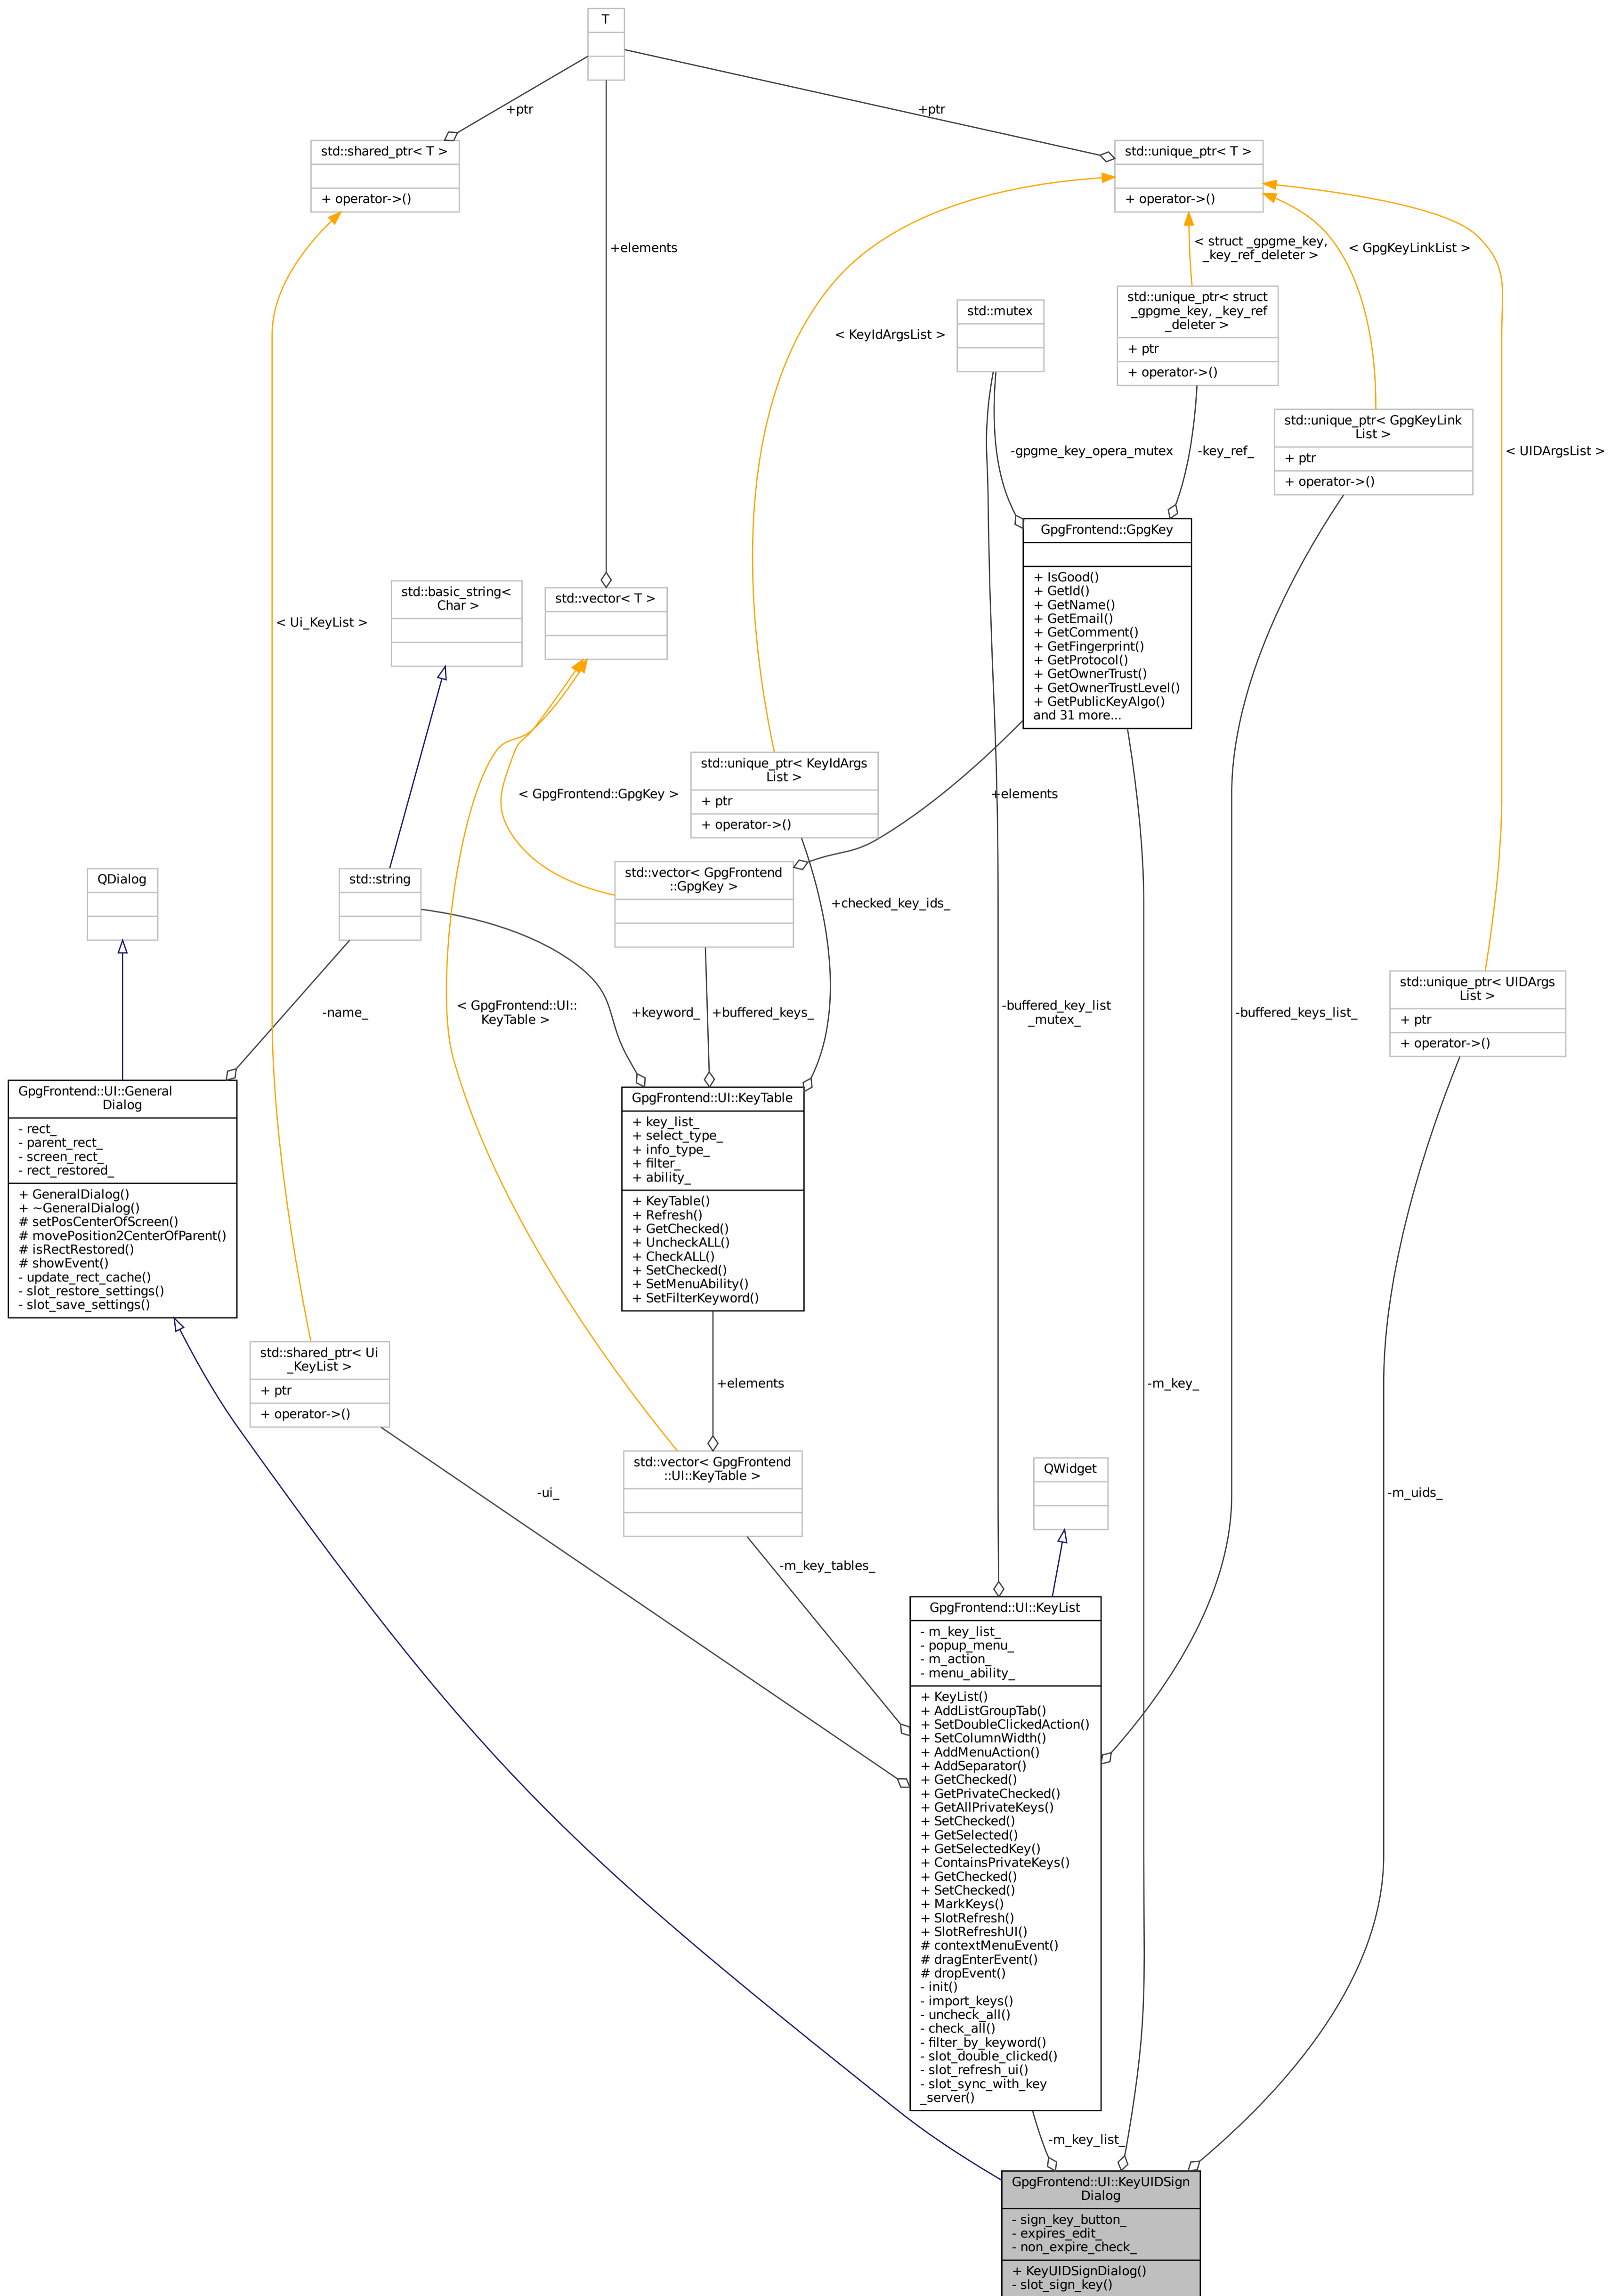 T
+ptr
+ptr
std::shared_ptr< T >
+ operator->()
std::unique_ptr< T >
+ operator->()
+elements
< struct _gpgme_key,
_key_ref_deleter >
< GpgKeyLinkList >
std::mutex
std::unique_ptr< struct
_gpgme_key, _key_ref
_deleter >
+ ptr
+ operator->()
< KeyIdArgsList >
std::unique_ptr< GpgKeyLink
List >
+ ptr
+ operator->()
-gpgme_key_opera_mutex
-key_ref_
< UIDArgsList >
GpgFrontend::GpgKey
+ IsGood()
+ GetId()
+ GetName()
+ GetEmail()
+ GetComment()
+ GetFingerprint()
+ GetProtocol()
+ GetOwnerTrust()
+ GetOwnerTrustLevel()
+ GetPublicKeyAlgo()
and 31 more...
std::basic_string<
Char >
std::vector< T >
< Ui_KeyList >
std::unique_ptr< KeyIdArgs
List >
+ ptr
+ operator->()
< GpgFrontend::GpgKey >
+elements
QDialog
std::string
std::vector< GpgFrontend
::GpgKey >
+checked_key_ids_
std::unique_ptr< UIDArgs
List >
+ ptr
+ operator->()
-name_
< GpgFrontend::UI::
KeyTable >
+keyword_
+buffered_keys_
-buffered_key_list
_mutex_
-buffered_keys_list_
GpgFrontend::UI::General
Dialog
- rect_
- parent_rect_
- screen_rect_
- rect_restored_
+ GeneralDialog()
+ ~GeneralDialog()
# setPosCenterOfScreen()
# movePosition2CenterOfParent()
# isRectRestored()
# showEvent()
- update_rect_cache()
- slot_restore_settings()
- slot_save_settings()
GpgFrontend::UI::KeyTable
+ key_list_
+ select_type_
+ info_type_
+ filter_
+ ability_
+ KeyTable()
+ Refresh()
+ GetChecked()
+ UncheckALL()
+ CheckALL()
+ SetChecked()
+ SetMenuAbility()
+ SetFilterKeyword()
std::shared_ptr< Ui
_KeyList >
+ ptr
+ operator->()
+elements
-m_key_
std::vector< GpgFrontend
::UI::KeyTable >
QWidget
-ui_
-m_uids_
-m_key_tables_
GpgFrontend::UI::KeyList
- m_key_list_
- popup_menu_
- m_action_
- menu_ability_
+ KeyList()
+ AddListGroupTab()
+ SetDoubleClickedAction()
+ SetColumnWidth()
+ AddMenuAction()
+ AddSeparator()
+ GetChecked()
+ GetPrivateChecked()
+ GetAllPrivateKeys()
+ SetChecked()
+ GetSelected()
+ GetSelectedKey()
+ ContainsPrivateKeys()
+ GetChecked()
+ SetChecked()
+ MarkKeys()
+ SlotRefresh()
+ SlotRefreshUI()
# contextMenuEvent()
# dragEnterEvent()
# dropEvent()
- init()
- import_keys()
- uncheck_all()
- check_all()
- filter_by_keyword()
- slot_double_clicked()
- slot_refresh_ui()
- slot_sync_with_key
_server()
-m_key_list_
GpgFrontend::UI::KeyUIDSign
Dialog
- sign_key_button_
- expires_edit_
- non_expire_check_
+ KeyUIDSignDialog()
- slot_sign_key()